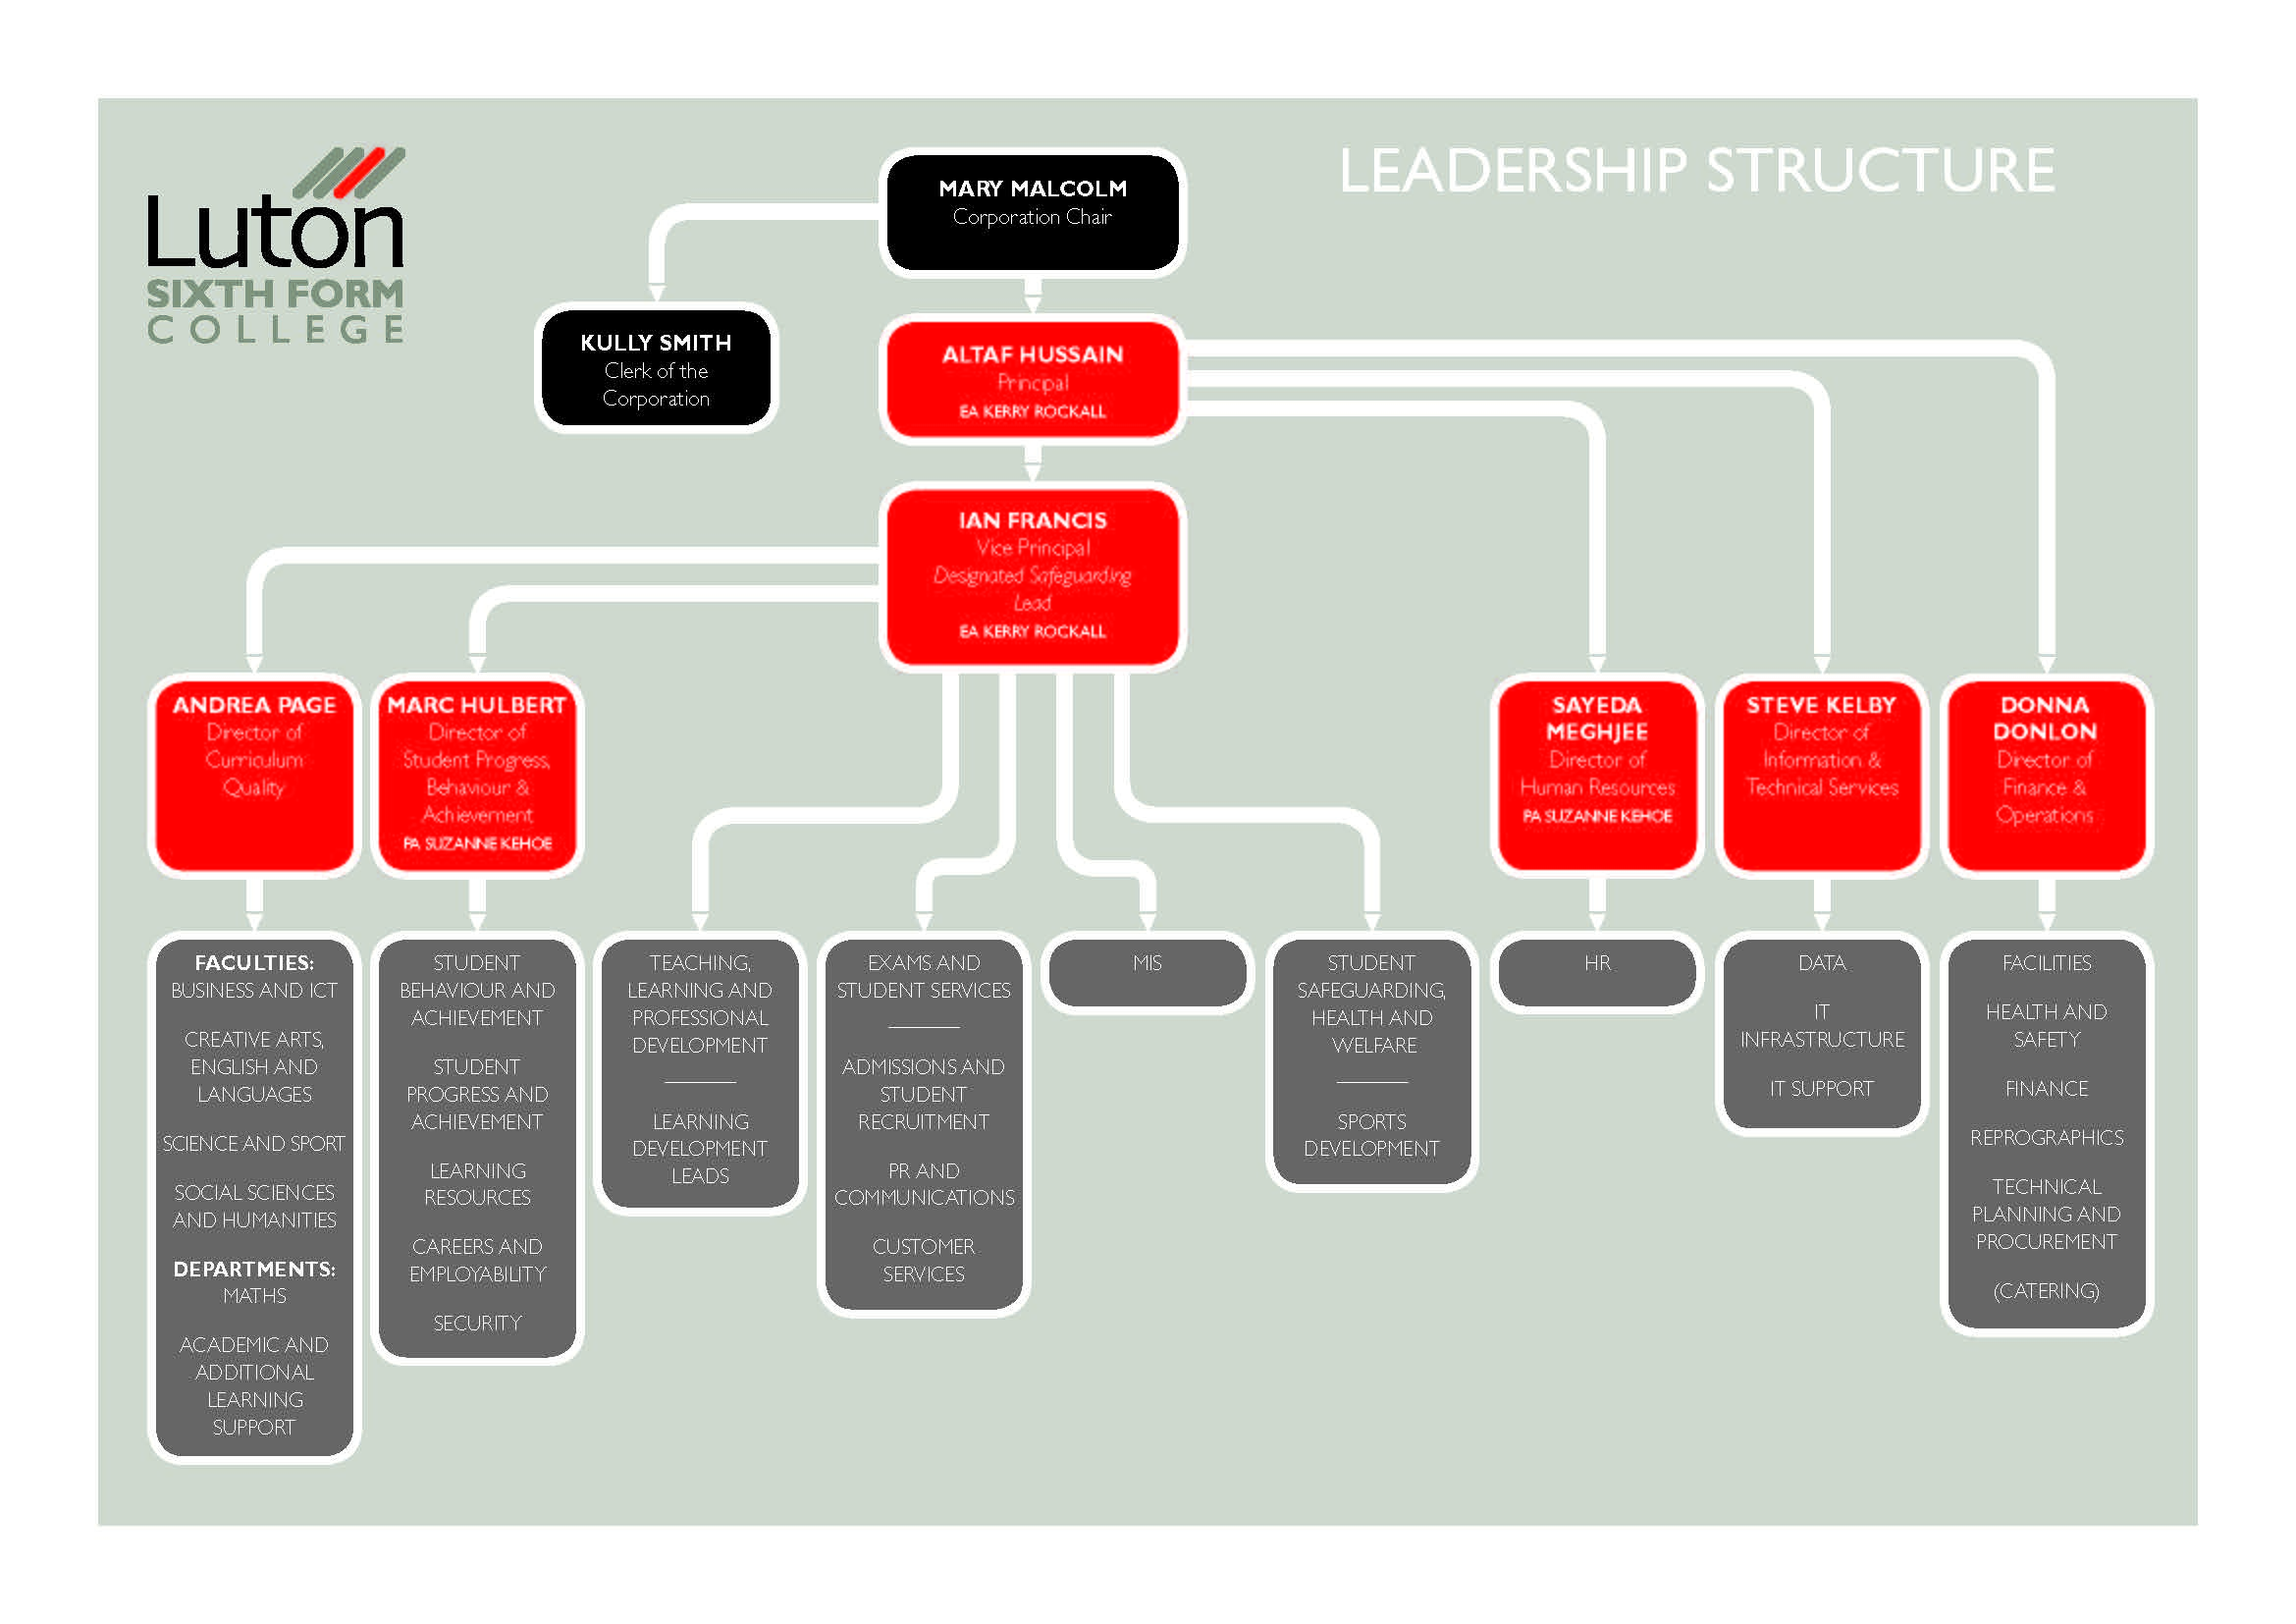 Luton
SIXTH FORM
COLLEGE
LEADERSHIP STRUCTURE
MARY MALCOLM
Corporation Chair
KULLY SMITH
Clerk of the
Corporation
ALTAF HUSSAIN
Principal
EA KERRY ROCKALL
IAN FRANCIS
Vice Principal
Designated Safeguarding
Lead
EA KERRY ROCKALL
ANDREA PAGE
Director of
Curriculum
Quality
MARC HULBERT
Director of
Student Progress,
Behaviour &
Achievement
PA SUZANNE KEHOE
SAYEDA
MEGHJEE
Director of
Human Resources
PA SUZANNE KEHOE
STEVE KELBY
Director of
Information &
Technical Services
DONNA
DONLON
Director of
Finance &
Operations
FACULTIES:
BUSINESS AND ICT
CREATIVE ARTS,
ENGLISH AND
LANGUAGES
SCIENCE AND SPORT
SOCIAL SCIENCES
AND HUMANITIES
DEPARTMENTS:
MATHS
ACADEMIC AND
ADDITIONAL
LEARNING
SUPPORT
STUDENT
BEHAVIOUR AND
ACHIEVEMENT
STUDENT
PROGRESS AND
ACHIEVEMENT
LEARNING
RESOURCES
CAREERS AND
EMPLOYABILITY
SECURITY
TEACHING,
LEARNING AND
PROFESSIONAL
DEVELOPMENT
LEARNING
DEVELOPMENT
LEADS
EXAMS AND
STUDENT SERVICES
ADMISSIONS AND
STUDENT
RECRUITMENT
PR AND
COMMUNICATIONS
CUSTOMER
SERVICES
MIS
STUDENT
SAFEGUARDING,
HEALTH AND
WELFARE
SPORTS
DEVELOPMENT
HR
DATA
IT
INFRASTRUCTURE
IT SUPPORT
FACILITIES
HEALTH AND
SAFETY
FINANCE
REPROGRAPHICS
TECHNICAL
PLANNING AND
PROCUREMENT
(CATERING)